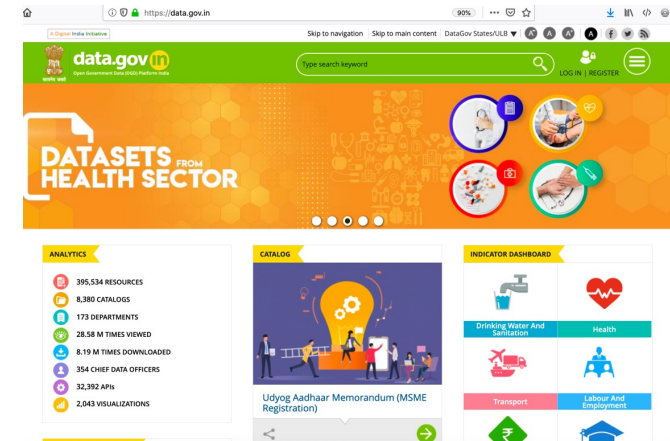 https://data.gov.in
90%
A Digital India Initiative
Skip to navigation
Skip to main content
DataGov States/ULB
A
A
A
A
data.gov in
Open Government Data (OGD) Platform India
सत्यमेव जयते
Type search keyword
LOG IN | REGISTER
DATASETS FROM
HEALTH SECTOR
ANALYTICS
395,534 RESOURCES
8,380 CATALOGS
173 DEPARTMENTS
28.58 M TIMES VIEWED
8.19 M TIMES DOWNLOADED
354 CHIEF DATA OFFICERS
32,392 APIs
2,043 VISUALIZATIONS
CATALOG
Udyog Aadhaar Memorandum (MSME
Registration)
INDICATOR DASHBOARD
Drinking Water And
Sanitation
Health
Transport
Labour And
Employment